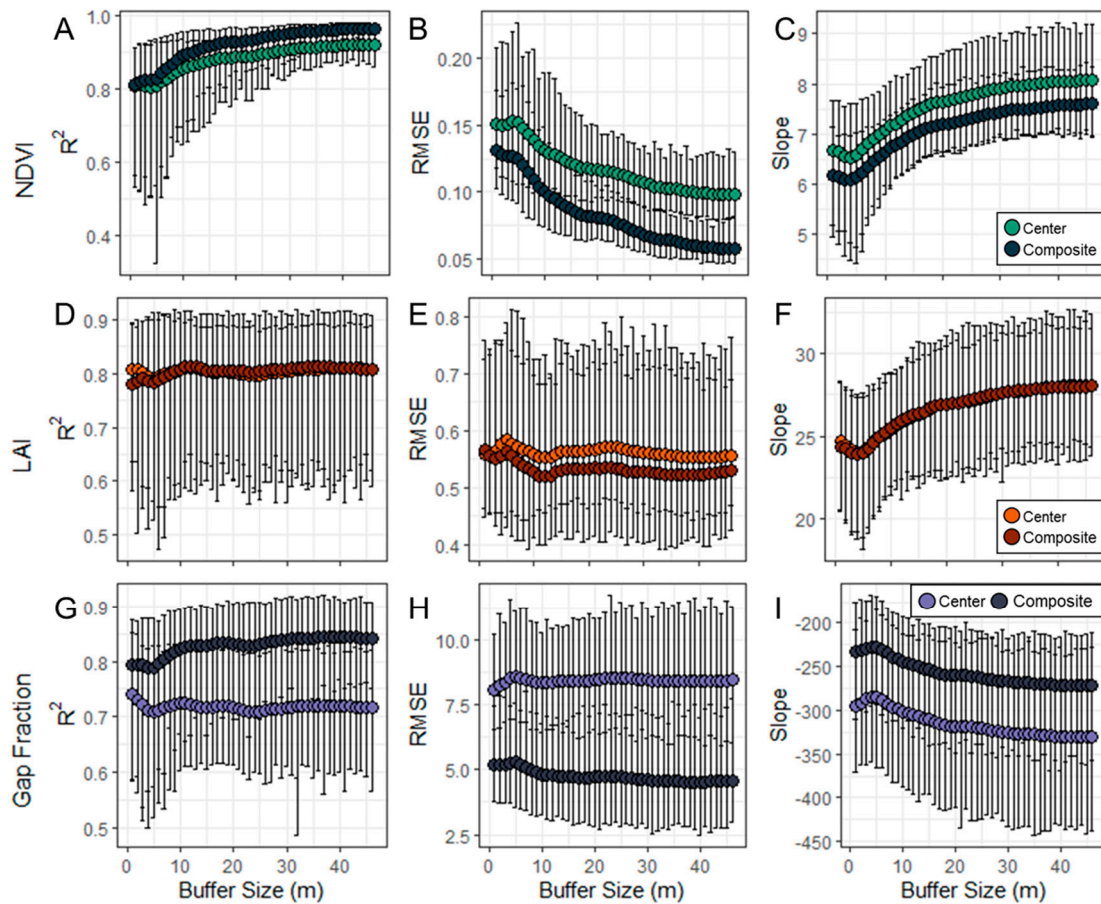 A
B
C
NDVI
R2
1.0
0.8
0.6
0.4
RMSE
0.20
0.15
0.10
0.05
Slope
9
8
7
6
5
Center
Composite
D
E
F
LAI
R2
0.9
0.8
0.7
0.6
0.5
RMSE
0.8
0.7
0.6
0.5
0.4
Slope
30
25
20
Center
Composite
G
H
I
Gap Fraction
R2
0.9
0.8
0.7
0.6
0.5
RMSE
10.0
7.5
5.0
2.5
Slope
-200
-250
-300
-350
-400
-450
Center Composite
0 10 20 30 40
0 10 20 30 40
0 10 20 30 40
Buffer Size (m)
Buffer Size (m)
Buffer Size (m)